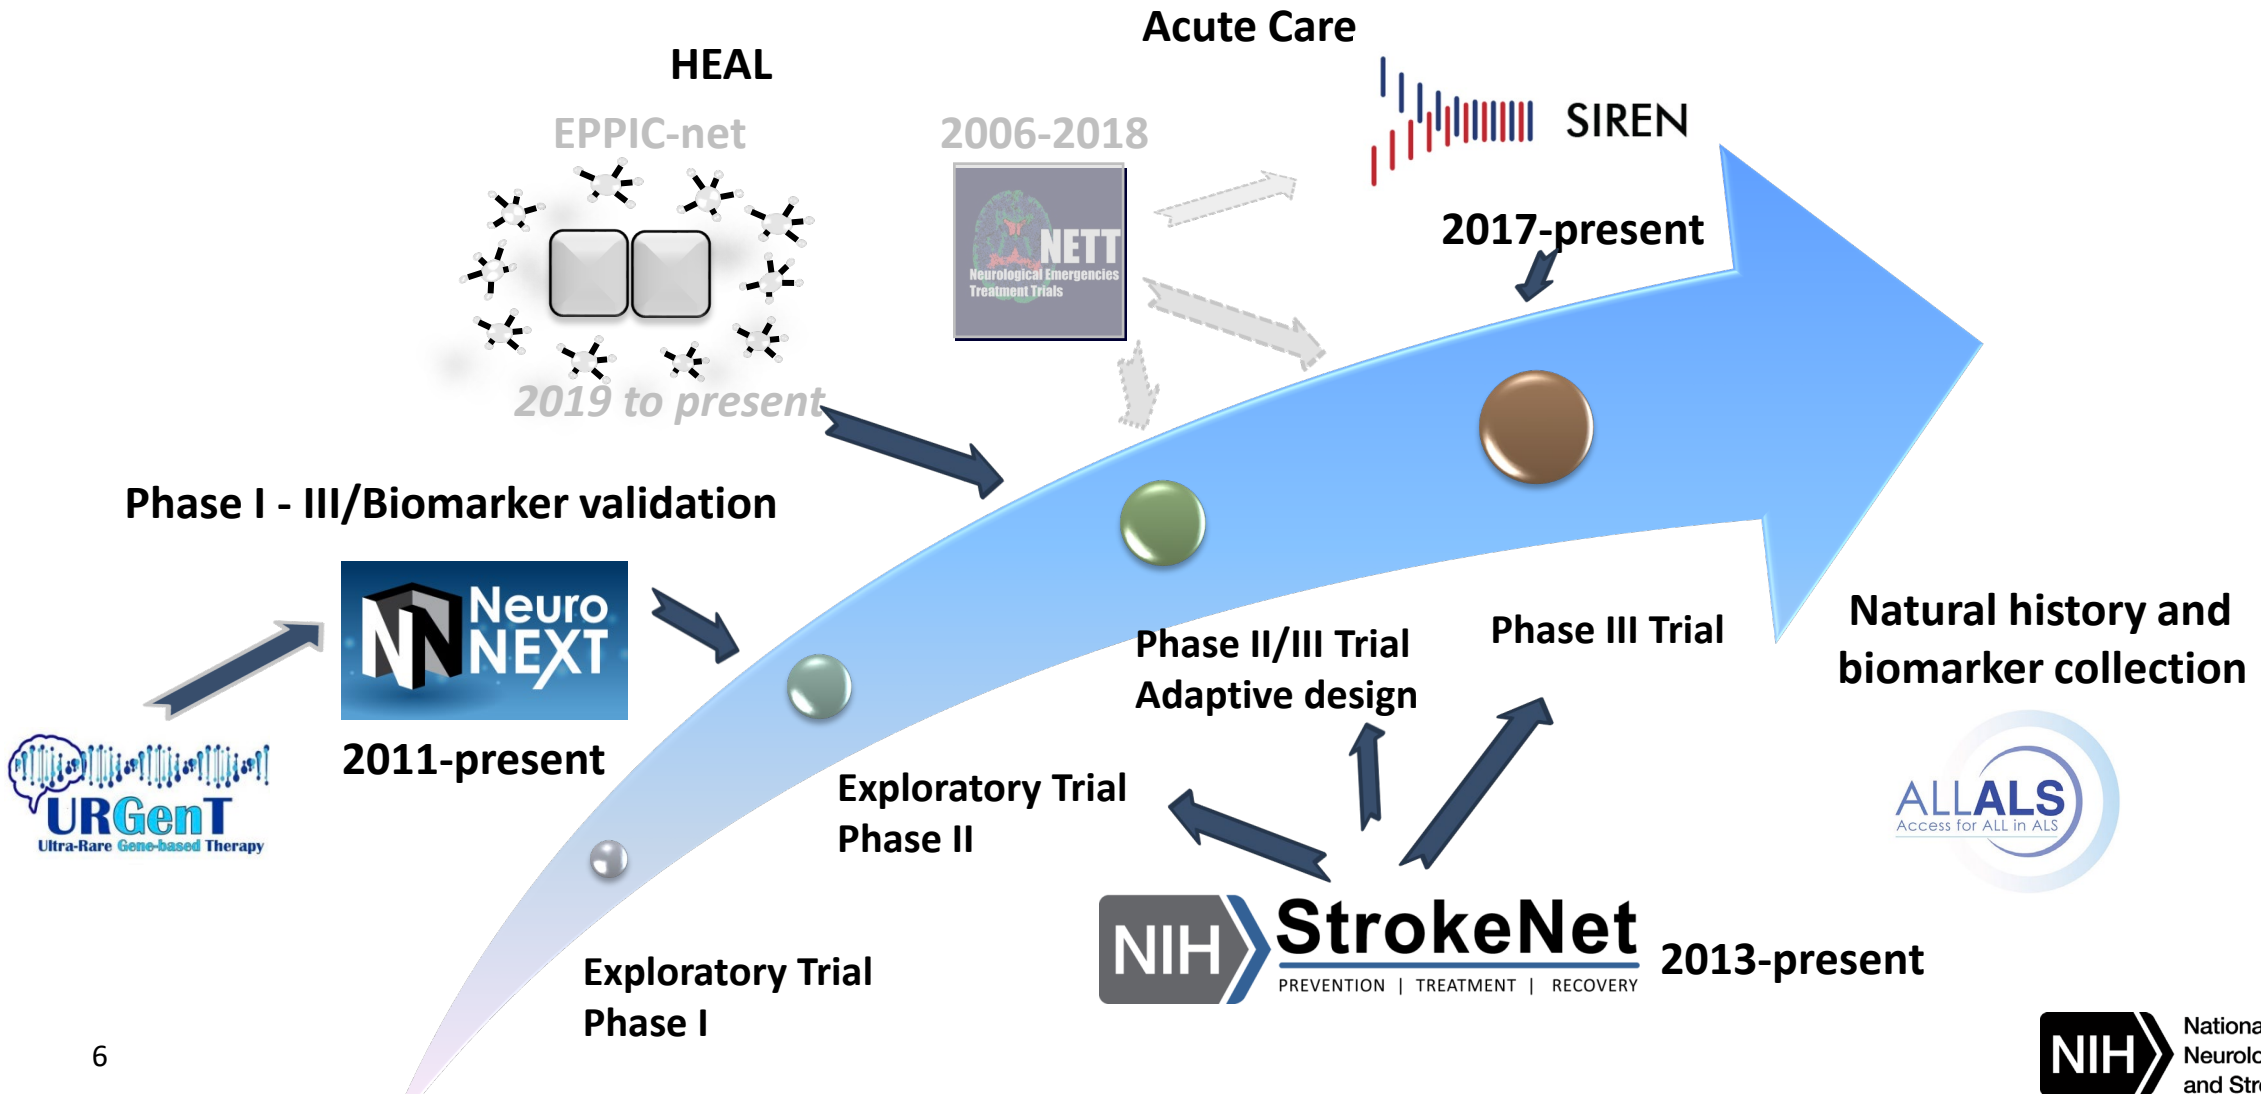 Acute Care
HEAL
EPPIC-net
2006-2018
SIREN
NETT
Neurological Emergencies
Treatment Trials
2017-present
2019 to present
Phase I - III/Biomarker validation
Neuro
NEXT
2011-present
URGenT
Ultra-Rare Gene-based Therapy
Phase II/III Trial
Adaptive design
Phase III Trial
Natural history and
biomarker collection
ALLALS
Access for ALL in ALS
Exploratory Trial
Phase II
Exploratory Trial
Phase I
NIH
StrokeNet
PREVENTION | TREATMENT | RECOVERY
2013-present
6
NIH
Nationa
Neurolo
and Str